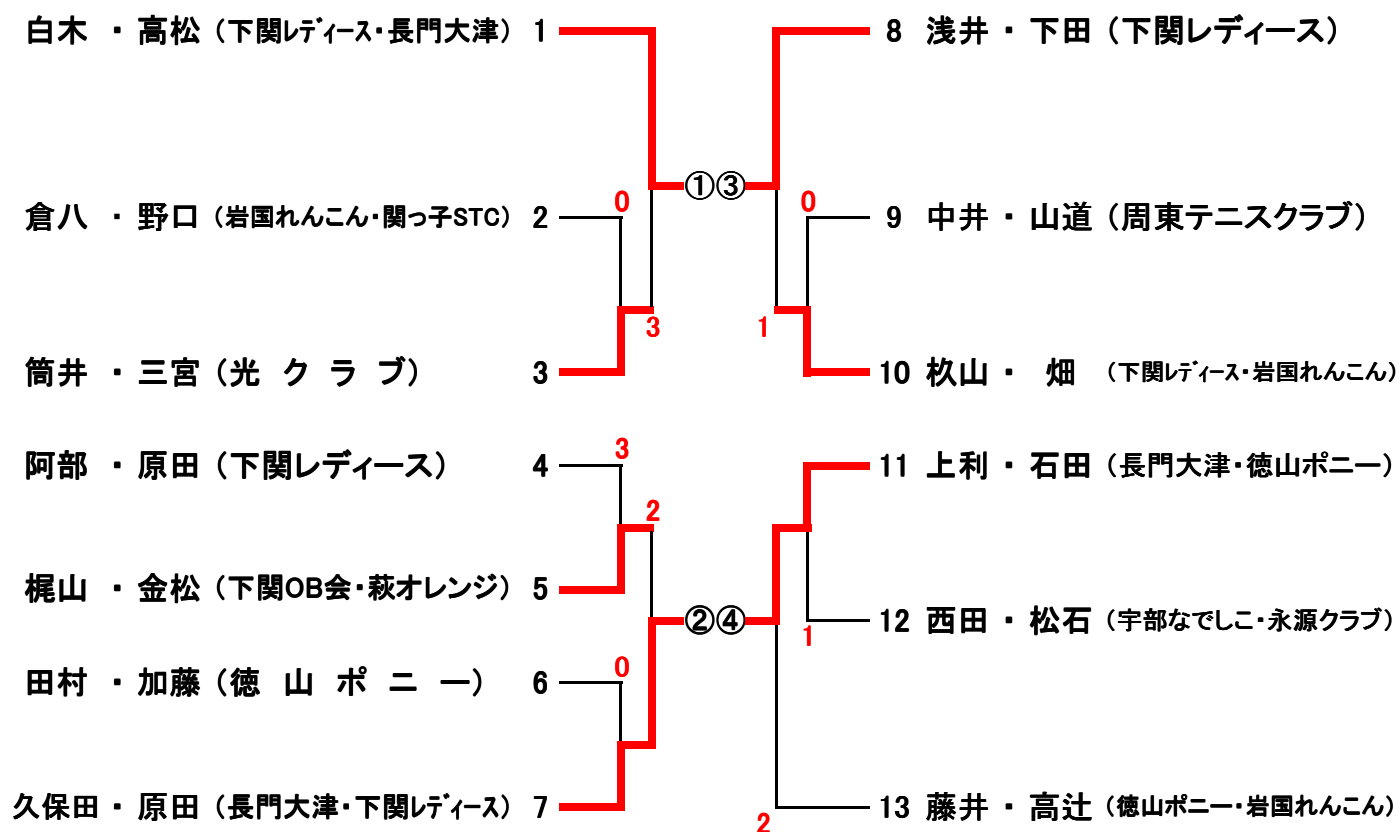 白木 ・ 高松 (下関レディース・長門大津) 1
倉八 ・ 野口 (岩国れんこん・関っ子STC) 2
0
筒井 ・ 三宮 (光 ク ラ ブ) 3
3
阿部 ・ 原田 (下関レディース) 4
3
2
梶山 ・ 金松 (下関OB会・萩オレンジ) 5
田村 ・ 加藤 (徳 山 ポ ニ ー) 6
0
久保田 ・ 原田 (長門大津・下関レディース) 7
①③
②④
8 浅井 ・ 下田 (下関レディース)
0
9 中井 ・ 山道 (周東テニスクラブ)
1
10 杦山 ・ 畑 (下関レディース・岩国れんこん)
11 上利 ・ 石田 (長門大津・徳山ポニー)
12 西田 ・ 松石 (宇部なでしこ・永源クラブ)
1
13 藤井 ・ 高辻 (徳山ポニー・岩国れんこん)
2